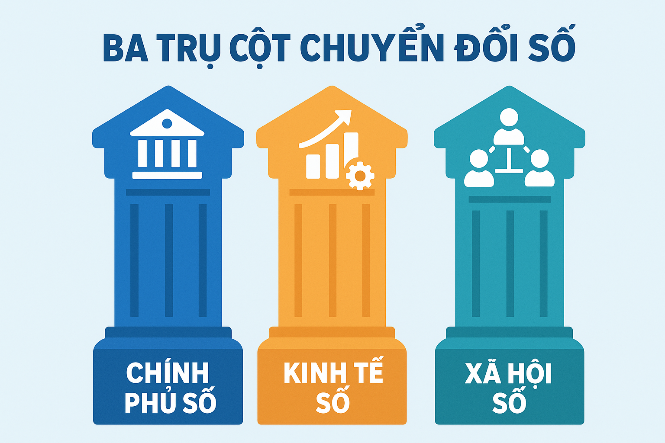 BA TRỤ CỘT CHUYỂN ĐỔI SỐ
CHÍNH
PHỦ SỐ
KINH TẾ
SỐ
XÃ HỘI
SỐ